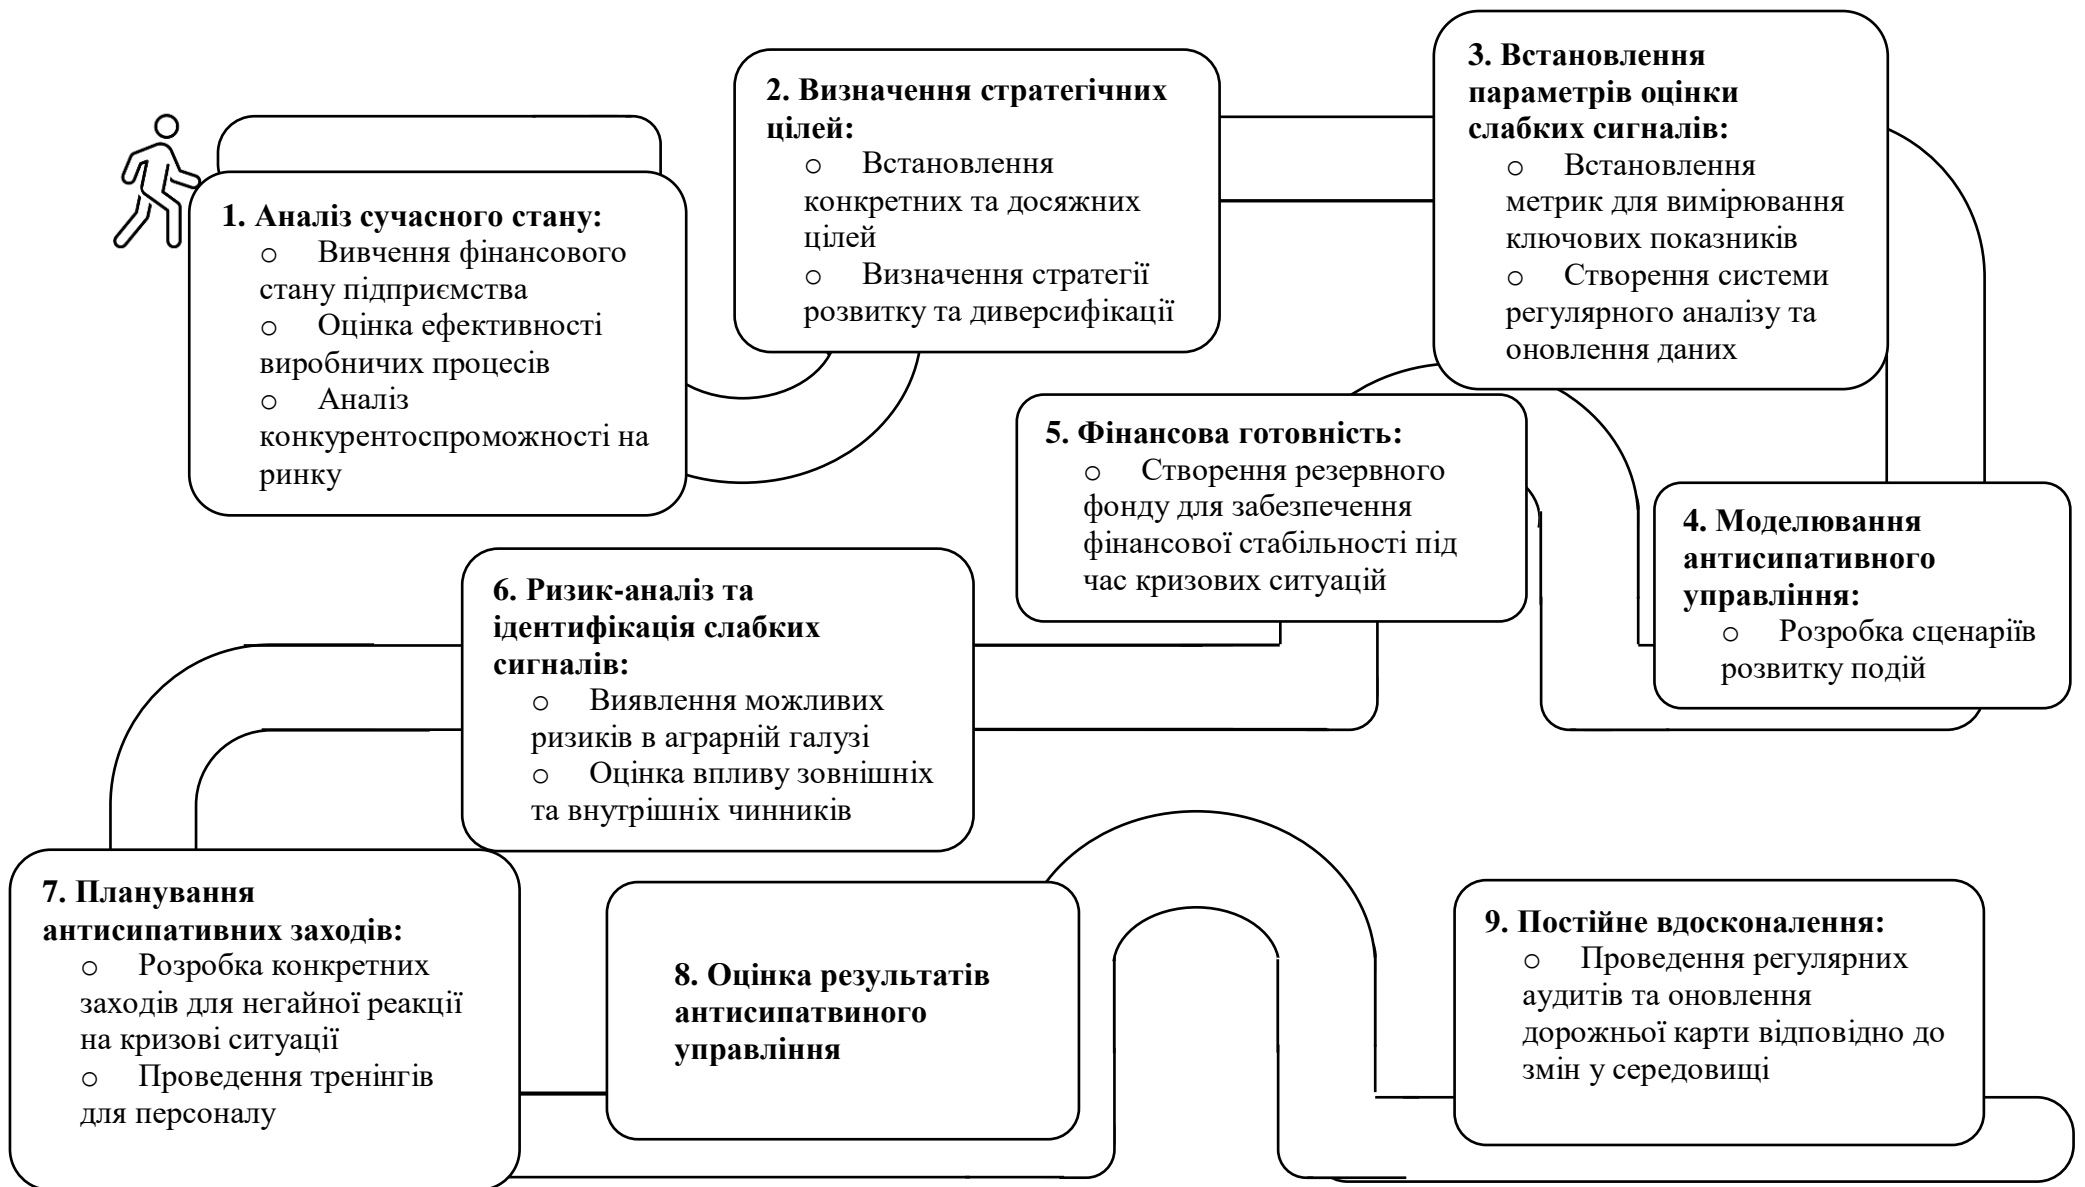 1. Аналіз сучасного стану:
o Вивчення фінансового
стану підприємства
o Оцінка ефективності
виробничих процесів
o Аналіз
конкурентоспроможності на
ринку
2. Визначення стратегічних
цілей:
o Встановлення
конкретних та досяжних
цілей
o Визначення стратегії
розвитку та диверсифікації
3. Встановлення
параметрів оцінки
слабких сигналів:
o Встановлення
метрик для вимірювання
ключових показників
o Створення системи
регулярного аналізу та
оновлення даних
4. Моделювання
антисипативного
управління:
o Розробка сценаріїв
розвитку подій
5. Фінансова готовність:
o Створення резервного
фонду для забезпечення
фінансової стабільності під
час кризових ситуацій
6. Ризик-аналіз та
ідентифікація слабких
сигналів:
o Виявлення можливих
ризиків в аграрній галузі
o Оцінка впливу зовнішніх
та внутрішніх чинників
7. Планування
антисипативних заходів:
o Розробка конкретних
заходів для негайної реакції
на кризові ситуації
o Проведення тренінгів
для персоналу
8. Оцінка результатів
антисипатвиного
управління
9. Постійне вдосконалення:
o Проведення регулярних
аудитів та оновлення
дорожньої карти відповідно до
змін у середовищі